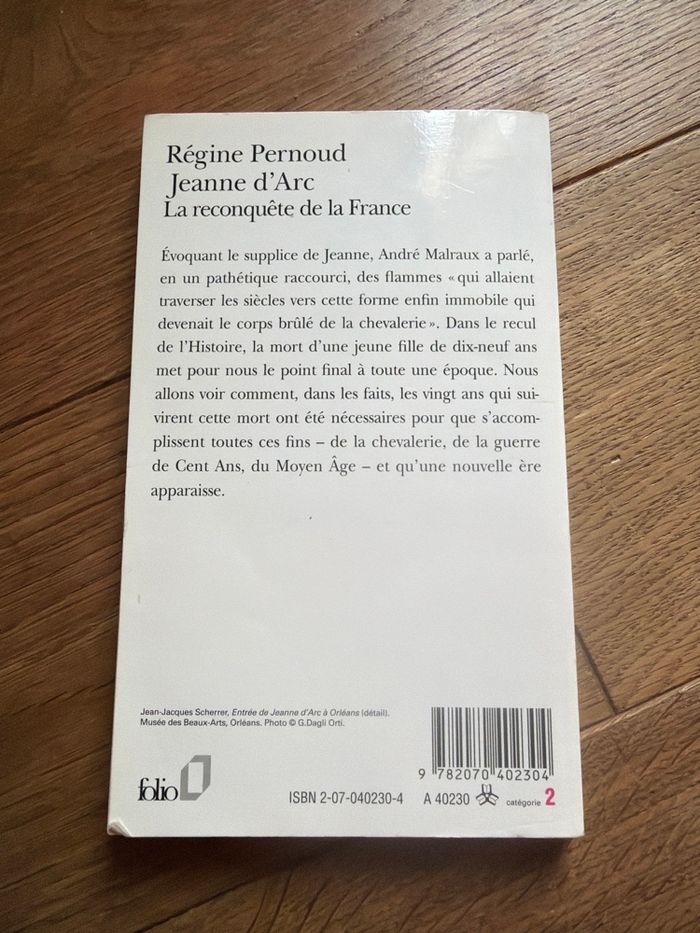 Régine Pernoud
Jeanne d'Arc
La reconquête de la France
Évoquant le supplice de Jeanne, André Malraux a parlé,
en un pathétique raccourci, des flammes « qui allaient
traverser les siècles vers cette forme enfin immobile qui
devenait le corps brûlé de la chevalerie ». Dans le recul
de l'Histoire, la mort d'une jeune fille de dix-neuf ans
met pour nous le point final à toute une époque. Nous
allons voir comment, dans les faits, les vingt ans qui sui-
virent cette mort ont été nécessaires pour que s'accom-
plissent toutes ces fins – de la chevalerie, de la guerre
de Cent Ans, du Moyen Âge – et qu'une nouvelle ère
apparaisse.
Jean-Jacques Scherrer, Entrée de Jeanne d'Arc à Orléans (détail).
Musée des Beaux-Arts, Orléans. Photo © G.Dagli Orti.
9 782070 402304
folio
ISBN 2-07-040230-4 A 40230 catégorie 2